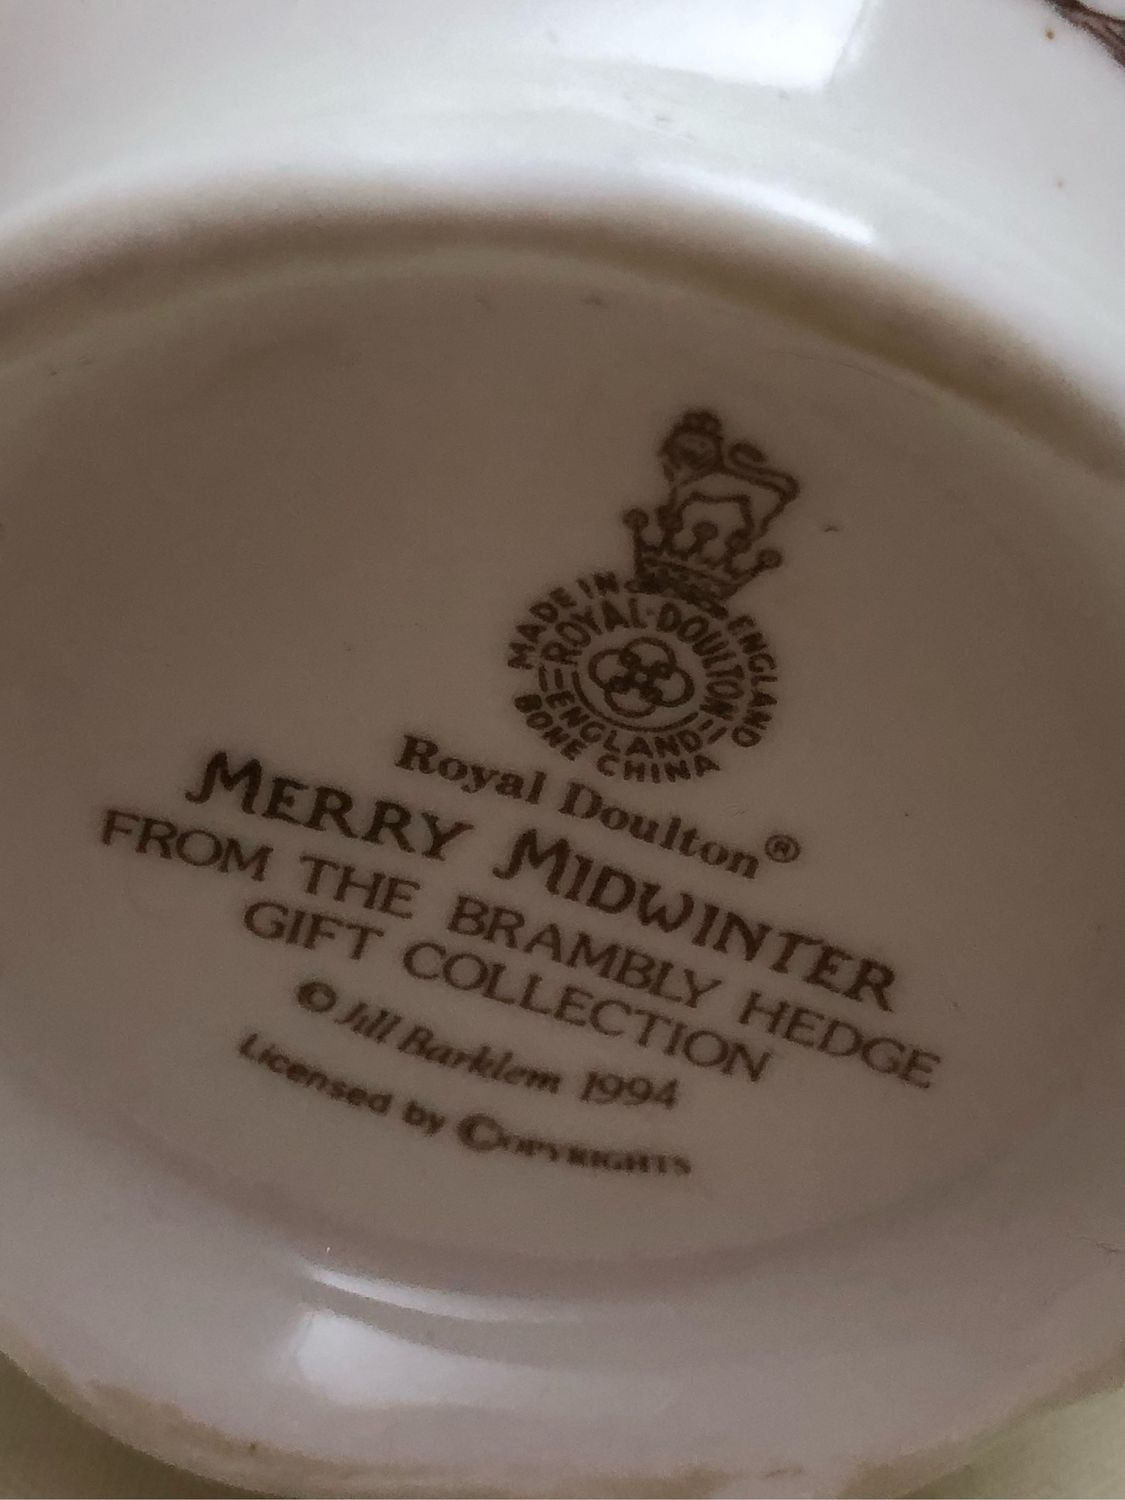 MADE IN ENGLAND
ROYAL·DOULTON
ENGLAND
BONE CHINA
Royal Doulton®
MERRY MIDWINTER
FROM THE BRAMBLY HEDGE
GIFT COLLECTION
© Jill Barklem 1994
Licensed by COPYRIGHTS